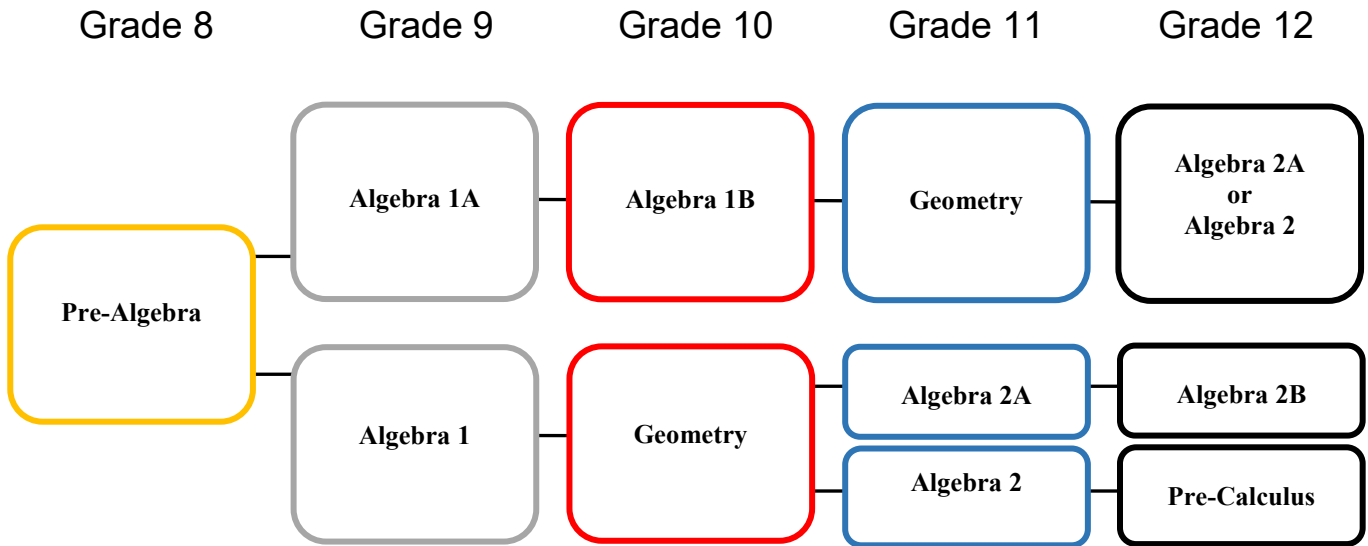 Grade 8
Grade 9
Grade 10
Grade 11
Grade 12
Algebra 1A
Algebra 1B
Geometry
Algebra 2A
or
Algebra 2
Pre-Algebra
Algebra 1
Geometry
Algebra 2A
Algebra 2B
Algebra 2
Pre-Calculus